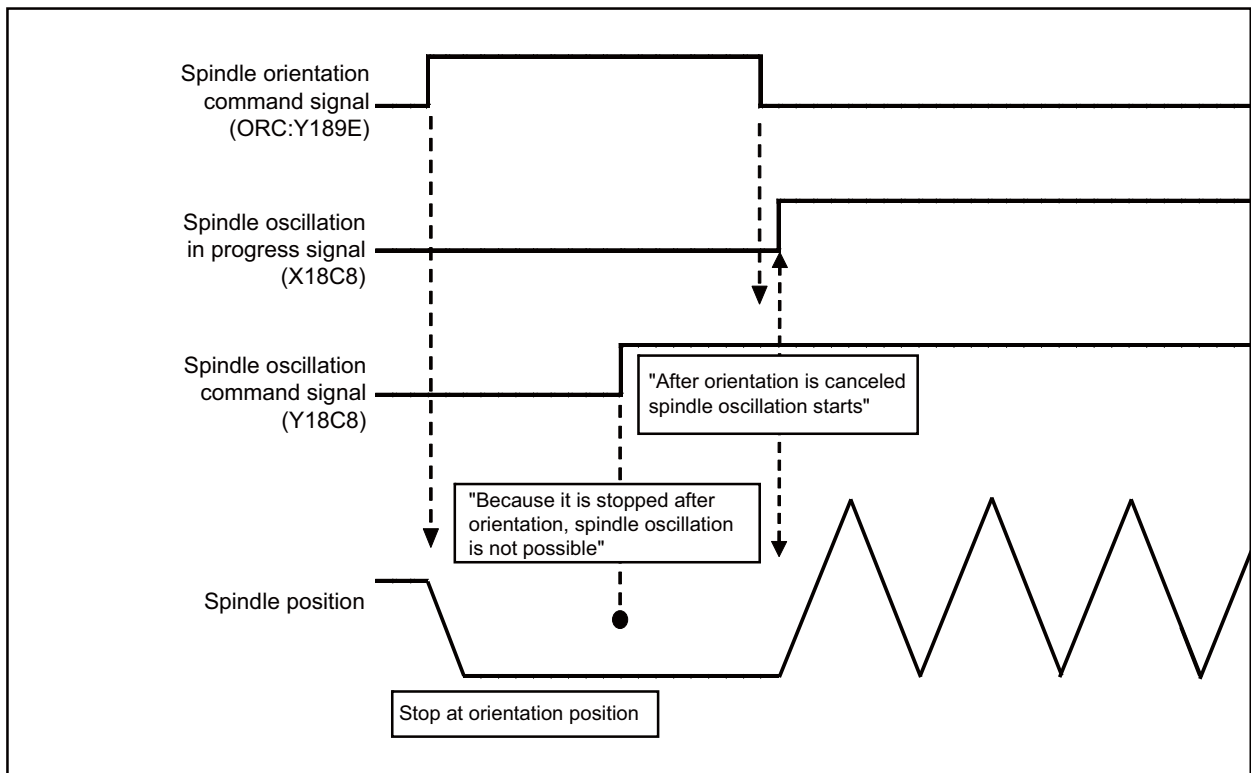 Spindle orientation
command signal
(ORC:Y189E)
Spindle oscillation
in progress signal
(X18C8)
Spindle oscillation
command signal
(Y18C8)
"After orientation is canceled
spindle oscillation starts"
"Because it is stopped after
orientation, spindle oscillation
is not possible"
Spindle position
Stop at orientation position